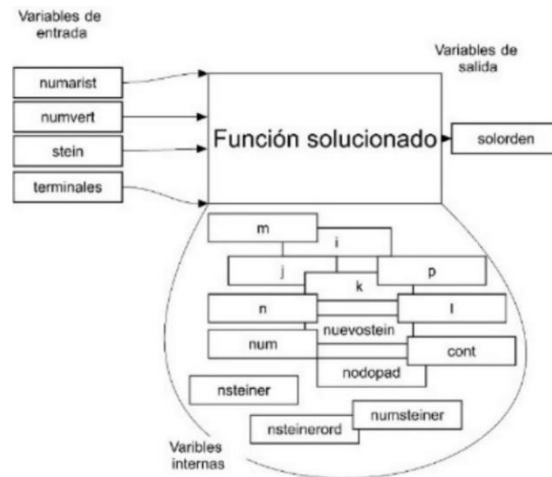 Variables de
entrada
Variables de
salida
numarist
numvert
stein
terminales
Función solucionado
solorden
m
i
j
p
k
n
l
nuevostein
num
cont
nodopad
nsteiner
numsteiner
nsteinerord
Varibles
internas